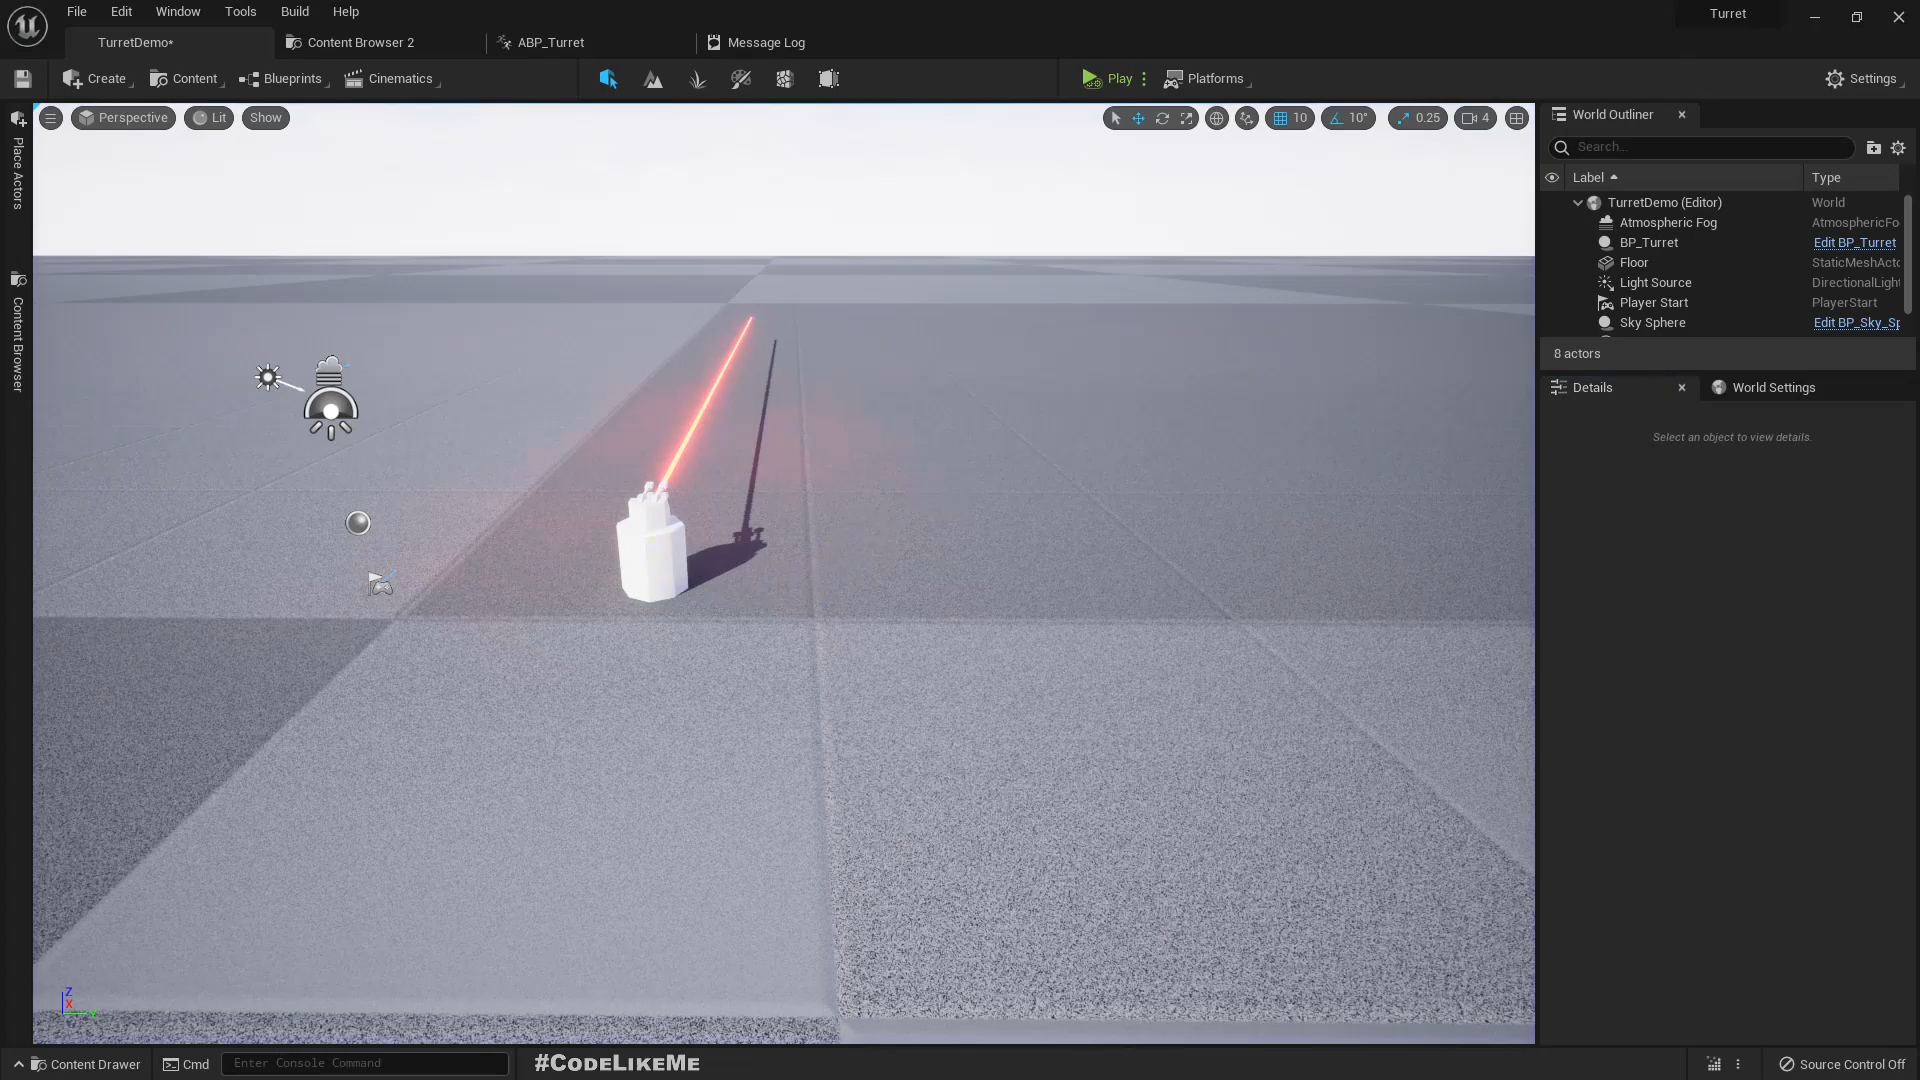 File Edit Window Tools Build Help
Turret
TurretDemo*
Content Browser 2
ABP_Turret
Message Log
Create
Content
Blueprints
Cinematics
Play
Platforms
Settings
Perspective
Lit
Show
10
10°
0.25
4
Place Actors
Content Browser
World Outliner
Search...
Label
Type
TurretDemo (Editor)
World
Atmospheric Fog
AtmosphericFo
BP_Turret
Edit BP_Turret
Floor
StaticMeshActo
Light Source
DirectionalLight
Player Start
PlayerStart
Sky Sphere
Edit BP_Sky_Sp
8 actors
Details
World Settings
Select an object to view details.
Z
X
Y
Content Drawer
Cmd
Enter Console Command
#CodeLikeMe
Source Control Off